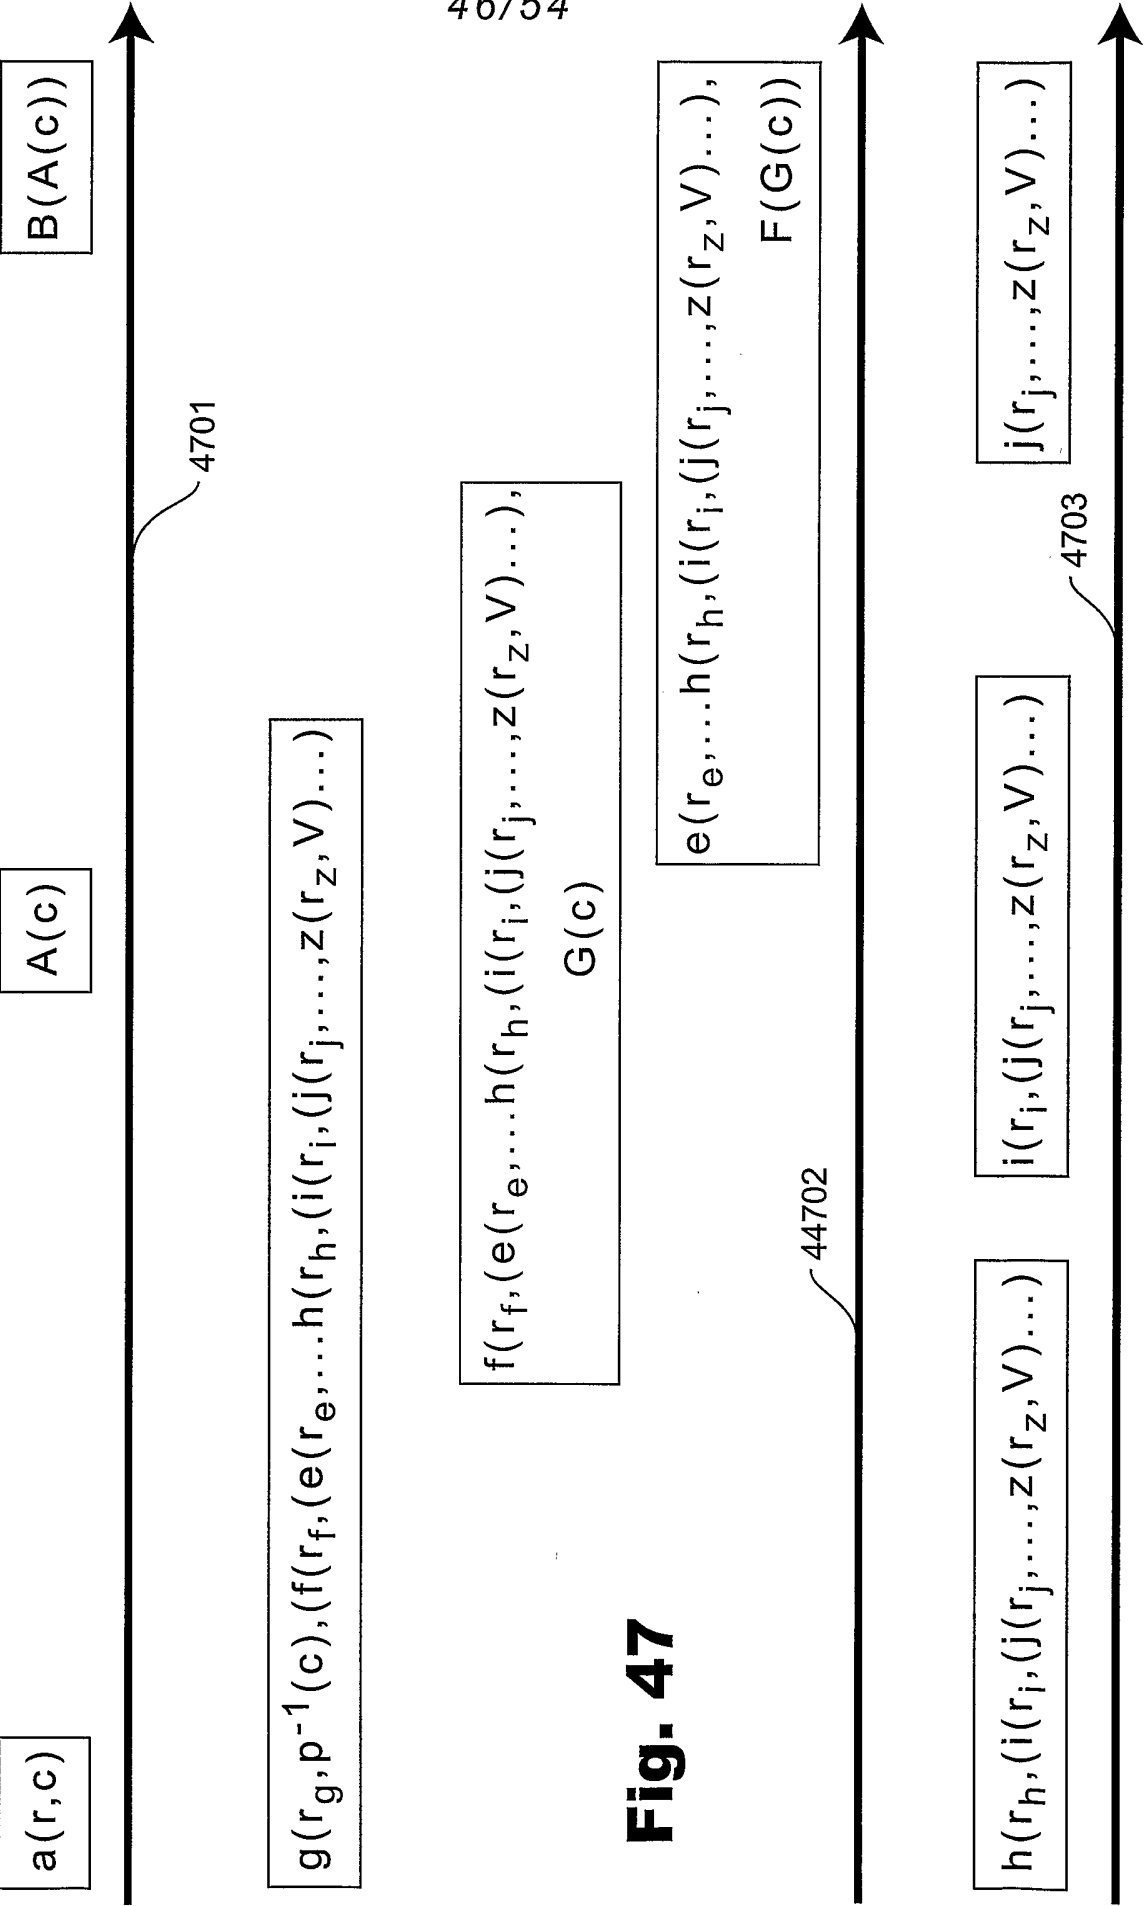 46/54
a(r,c)
A(c)
B(A(c))
4701
g(r_g,p^-1(c),(f(r_f,(e(r_e,...h(r_h,(i(r_i,(j(r_j,...,z(r_z,V)...)
f(r_f,(e(r_e,...h(r_h,(i(r_i,(j(r_j,...,z(r_z,V)...),
G(c)
e(r_e,...h(r_h,(i(r_i,(j(r_j,...,z(r_z,V)...),
F(G(c))
44702
h(r_h,(i(r_i,(j(r_j,...,z(r_z,V)...)
i(r_i,(j(r_j,...,z(r_z,V)...)
j(r_j,...,z(r_z,V)...)
4703
Fig. 47